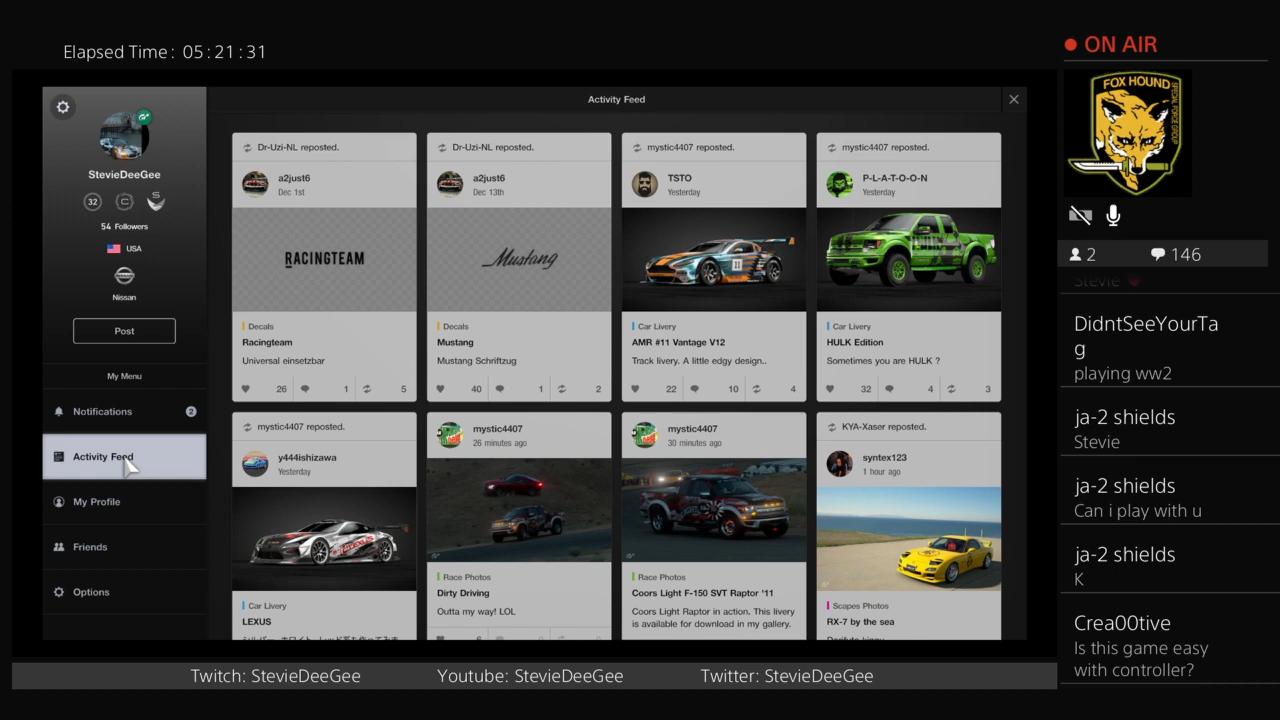 Elapsed Time: 05:21:31
ON AIR
FOX HOUND
SPECIAL FORCE GROUP
2
146
Stevie
DidntSeeYourTa
g
playing ww2
ja-2 shields
Stevie
ja-2 shields
Can i play with u
ja-2 shields
K
Crea00tive
Is this game easy
with controller?
StevieDeeGee
32
C
S
54 Followers
USA
Nissan
Post
My Menu
Notifications
2
Activity Feed
My Profile
Friends
Options
Activity Feed
Dr-Uzi-NL reposted.
a2just6
Dec 1st
RACINGTEAM
Decals
Racingteam
Universal einsetzbar
26
1
5
Dr-Uzi-NL reposted.
a2just6
Dec 13th
Mustang
Decals
Mustang
Mustang Schriftzug
40
1
2
mystic4407 reposted.
TSTO
Yesterday
11
Car Livery
AMR #11 Vantage V12
Track livery. A little edgy design..
22
10
4
mystic4407 reposted.
P-L-A-T-O-O-N
Yesterday
Car Livery
HULK Edition
Sometimes you are HULK ?
32
4
3
mystic4407 reposted.
y444ishizawa
Yesterday
Car Livery
LEXUS
mystic4407
26 minutes ago
Race Photos
Dirty Driving
Outta my way! LOL
mystic4407
30 minutes ago
Race Photos
Coors Light F-150 SVT Raptor '11
Coors Light Raptor in action. This livery
is available for download in my gallery.
KYA-Xaser reposted.
syntex123
1 hour ago
Scapes Photos
RX-7 by the sea
Twitch: StevieDeeGee
Youtube: StevieDeeGee
Twitter: StevieDeeGee